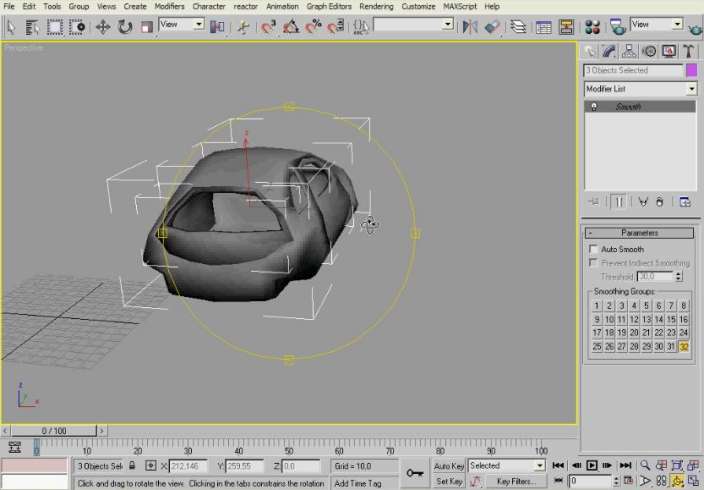 File Edit Tools Group Views Create Modifiers Character reactor Animation Graph Editors Rendering Customize MAXScript Help
View
View
Perspective
3 Objects Selected
Modifier List
Smooth
Parameters
Auto Smooth
Prevent Indirect Smoothing
Threshold: 30,0
Smoothing Groups:
1 2 3 4 5 6 7 8
9 10 11 12 13 14 15 16
17 18 19 20 21 22 23 24
25 26 27 28 29 30 31 32
z
z
y
x
0 / 100
0 10 20 30 40 50 60 70 80 90 100
3 Objects Sele X: 212,146 Y: 259,55 Z: 0,0 Grid = 10,0 Auto Key Selected
Click and drag to rotate the view. Clicking in the tabs constrains the rotation Add Time Tag Set Key Key Filters... 0